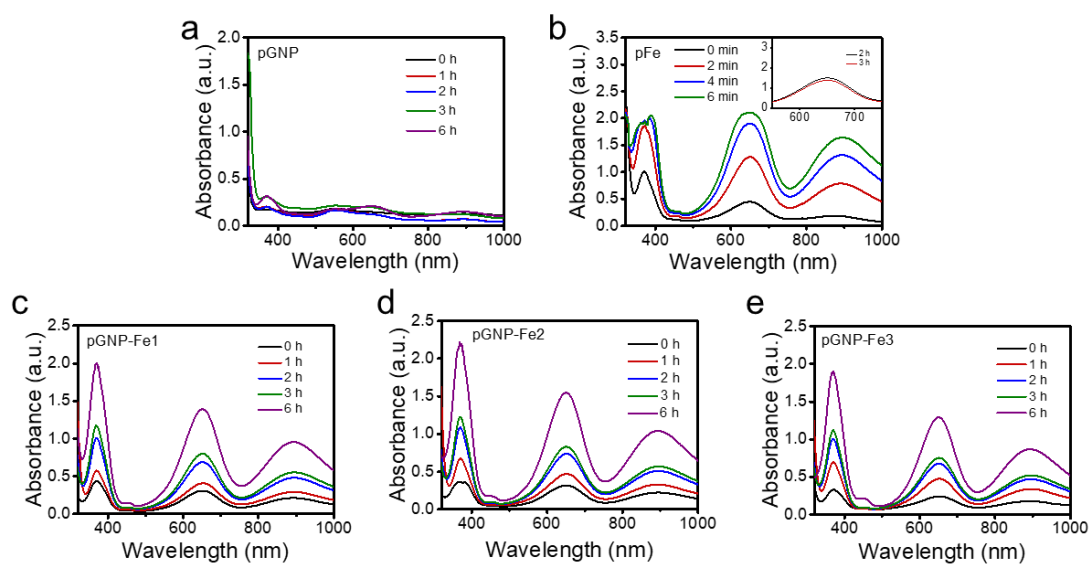 a
pGNP
0 h
1 h
2 h
3 h
6 h
Absorbance (a.u.)
2.0
1.5
1.0
0.5
0.0
400 600 800 1000
Wavelength (nm)
b
pFe
0 min
2 min
4 min
6 min
2 h
3 h
3
2
1
0
600 700
Absorbance (a.u.)
3.5
3.0
2.5
2.0
1.5
1.0
0.5
0.0
400 600 800 1000
Wavelength (nm)
c
pGNP-Fe1
0 h
1 h
2 h
3 h
6 h
Absorbance (a.u.)
2.5
2.0
1.5
1.0
0.5
0.0
400 600 800 1000
Wavelength (nm)
d
pGNP-Fe2
0 h
1 h
2 h
3 h
6 h
Absorbance (a.u.)
2.5
2.0
1.5
1.0
0.5
0.0
400 600 800 1000
Wavelength (nm)
e
pGNP-Fe3
0 h
1 h
2 h
3 h
6 h
Absorbance (a.u.)
2.5
2.0
1.5
1.0
0.5
0.0
400 600 800 1000
Wavelength (nm)